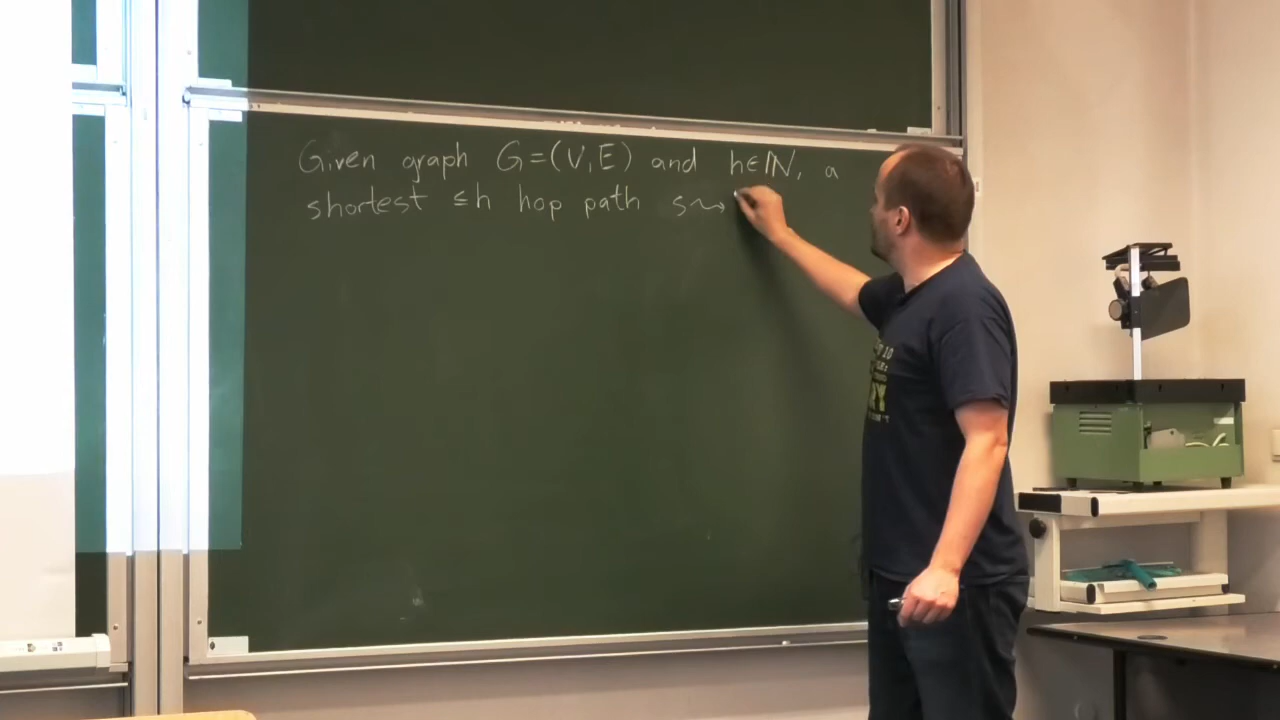 Given graph G=(V,E) and h∈ℕ, a
shortest ≤h hop path s⇝